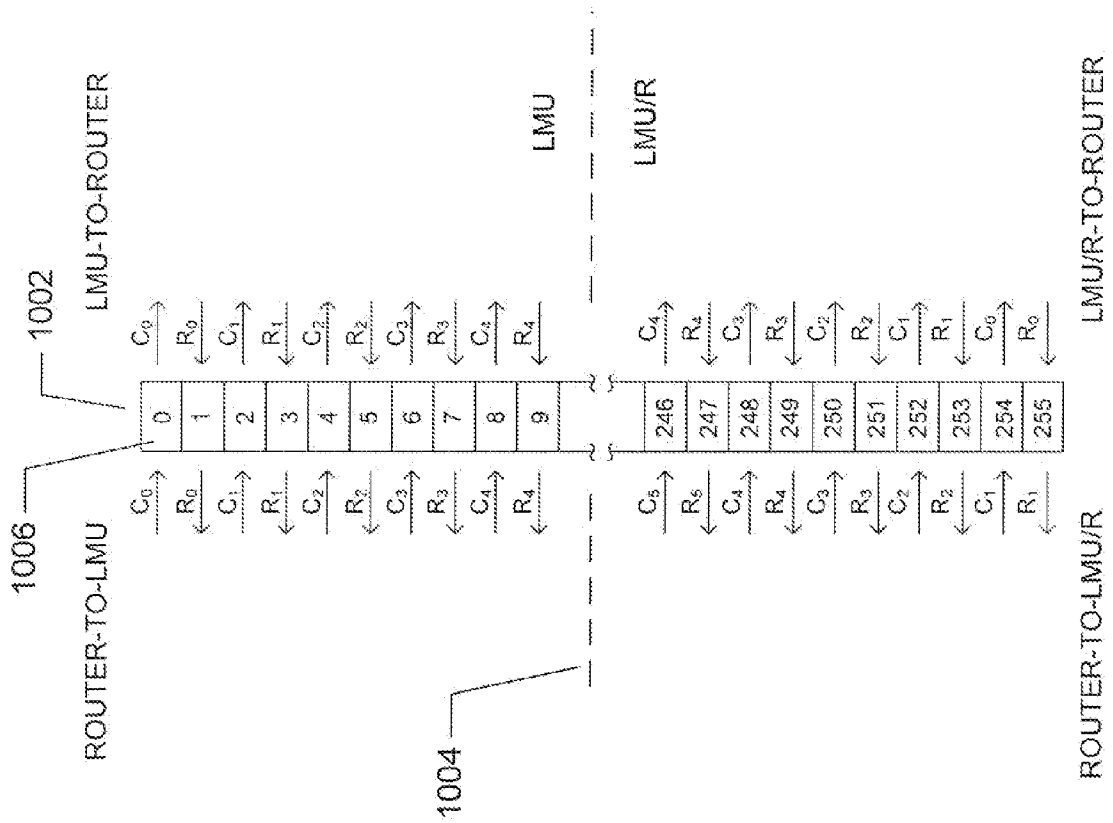 1006
1002
ROUTER-TO-LMU
LMU-TO-ROUTER
C₀ 0 C₀
R₀ 1 R₀
C₁ 2 C₁
R₁ 3 R₁
C₂ 4 C₂
R₂ 5 R₂
C₃ 6 C₃
R₃ 7 R₃
C₄ 8 C₄
R₄ 9 R₄
LMU
1004
LMU/R
C₅ 246 C₄
R₅ 247 R₄
C₄ 248 C₃
R₄ 249 R₃
C₃ 250 C₂
R₃ 251 R₂
C₂ 252 C₁
R₂ 253 R₁
C₁ 254 C₀
R₁ 255 R₀
ROUTER-TO-LMU/R
LMU/R-TO-ROUTER